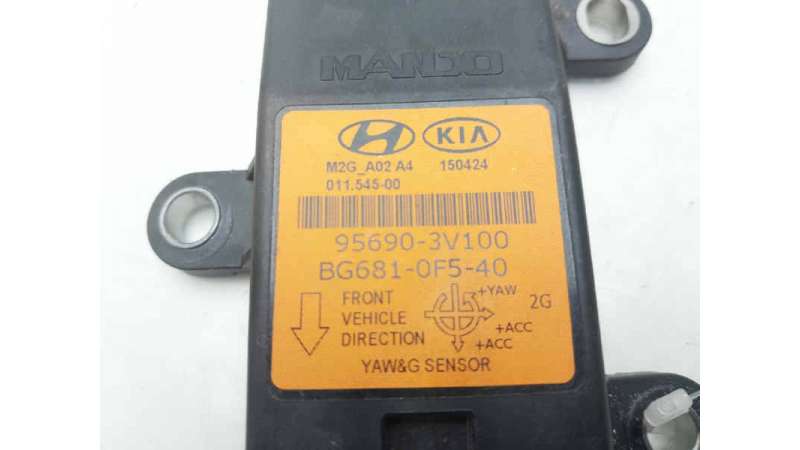 MANDO
KIA
M2G_A02 A4 150424
011.545-00
95690-3V100
BG681-0F5-40
FRONT
VEHICLE
DIRECTION
+YAW
2G
+ACC
+ACC
YAW&G SENSOR